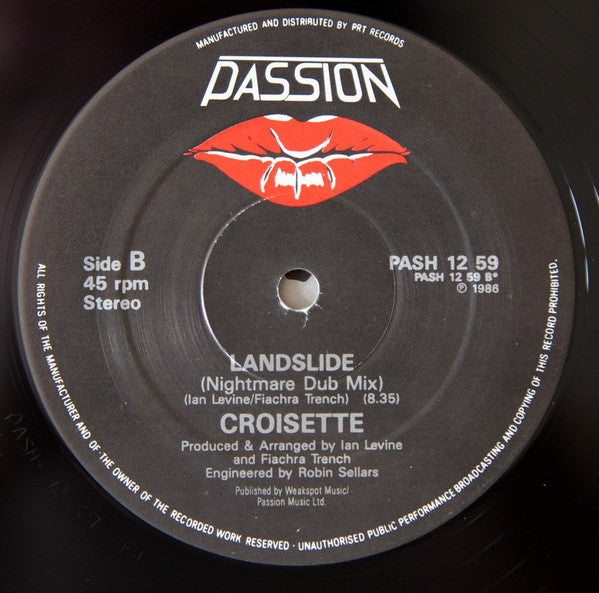 MANUFACTURED AND DISTRIBUTED BY PRT RECORDS
PASSION
Side B
45 rpm
Stereo
PASH 12 59
PASH 12 59 B*
℗ 1986
LANDSLIDE
(Nightmare Dub Mix)
(Ian Levine/Fiachra Trench) (8.35)
CROISETTE
Produced & Arranged by Ian Levine
and Fiachra Trench
Engineered by Robin Sellars
Published by Weakspot Music/
Passion Music Ltd.
ALL RIGHTS OF THE MANUFACTURER AND OF THE OWNER OF THE RECORDED WORK RESERVED · UNAUTHORISED PUBLIC PERFORMANCE BROADCASTING AND COPYING OF THIS RECORD PROHIBITED.